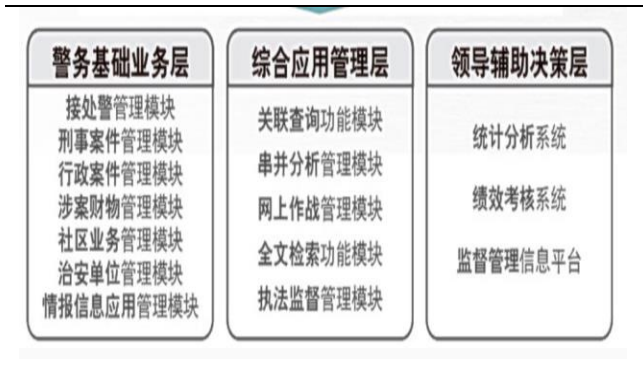 警务基础业务层
接处警管理模块
刑事案件管理模块
行政案件管理模块
涉案财物管理模块
社区业务管理模块
治安单位管理模块
情报信息应用管理模块
综合应用管理层
关联查询功能模块
串并分析管理模块
网上作战管理模块
全文检索功能模块
执法监督管理模块
领导辅助决策层
统计分析系统
绩效考核系统
监督管理信息平台